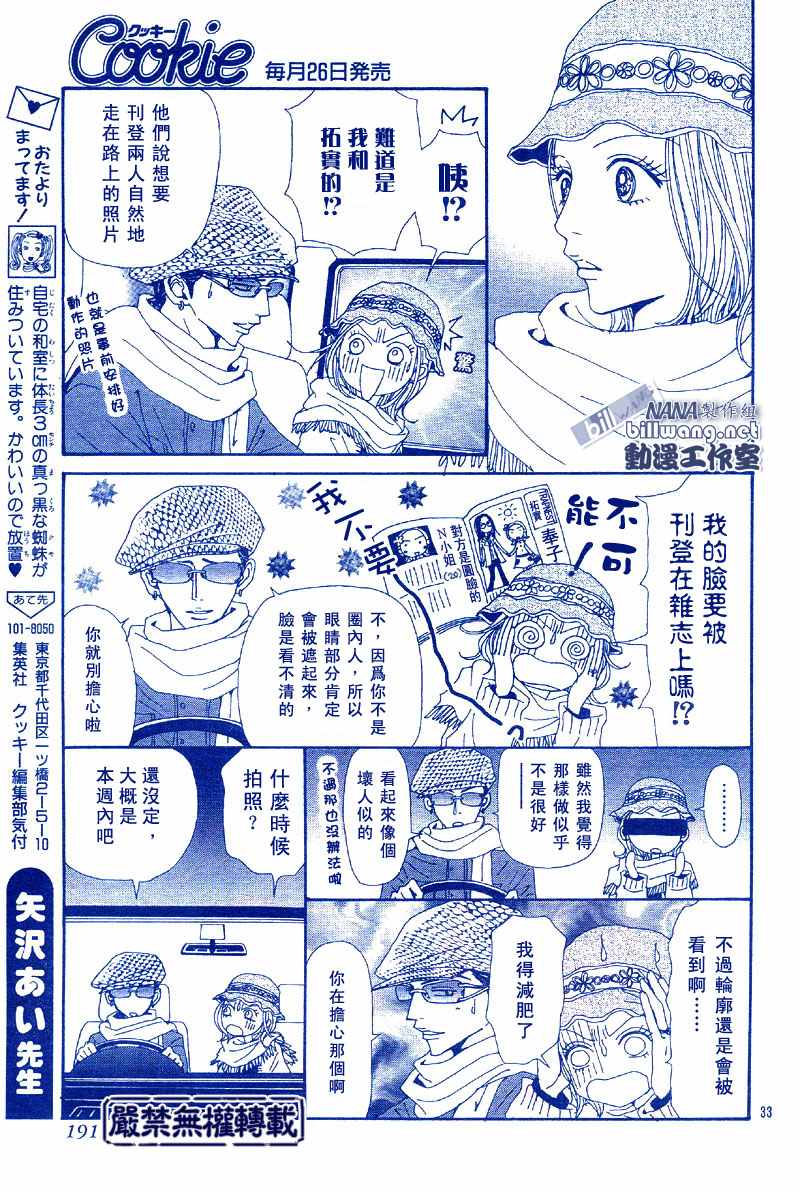 クッキー
Cookie
毎月26日発売
咦!?
難道是
我和
拓實的!?
他們說想要
刊登兩人自然地
走在路上的照片
也就是事前安排好
動作的照片
驚
bill wang
NANA製作組
billwang.net
動漫工作室
我的臉要被
刊登在雜志上嗎!?
不可
能
我不要
奉子
TRAPNEST
拓實
對方是圓臉的
N小姐(20)
不，因爲你不是
圈內人，所以
眼睛部分肯定
會被遮起來，
臉是看不清的
你就別擔心啦
………
雖然我覺得
那樣做似乎
不是很好
看起來像個
壞人似的
不過那也没辦法啦
什麼時候
拍照？
還沒定，
大概是
本週內吧
不過輪廓還是會被
看到啊……
我得減肥了
你在擔心那個啊
おたより
まってます!
自宅の和室に体長3cmの真っ黒な蜘蛛が
住みついています。かわいいので放置♥
あて先
101-8050
東京都千代田区一ツ橋2-5-10
集英社　クッキー編集部気付
矢沢あい先生
嚴禁無權轉載
191
33